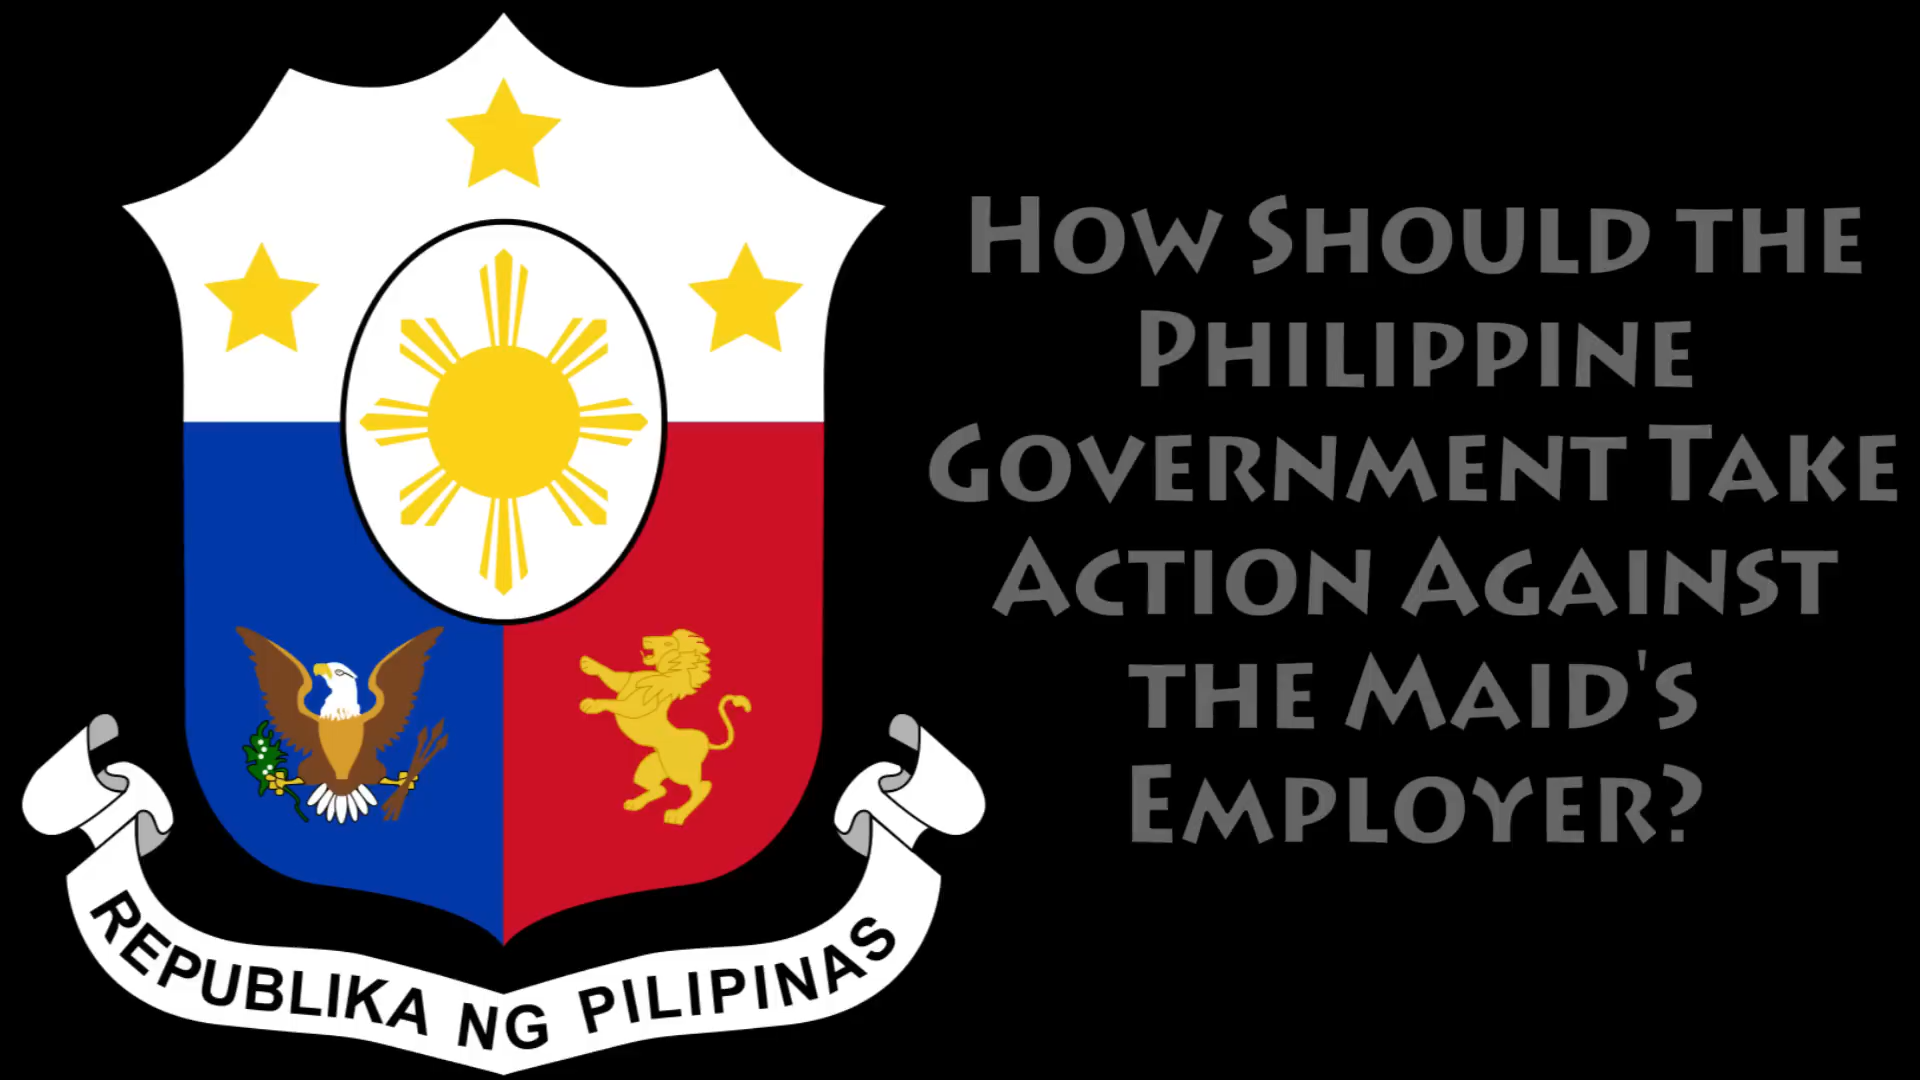 How Should the
Philippine
Government Take
Action Against
the Maid's
Employer?
REPUBLIKA NG PILIPINAS